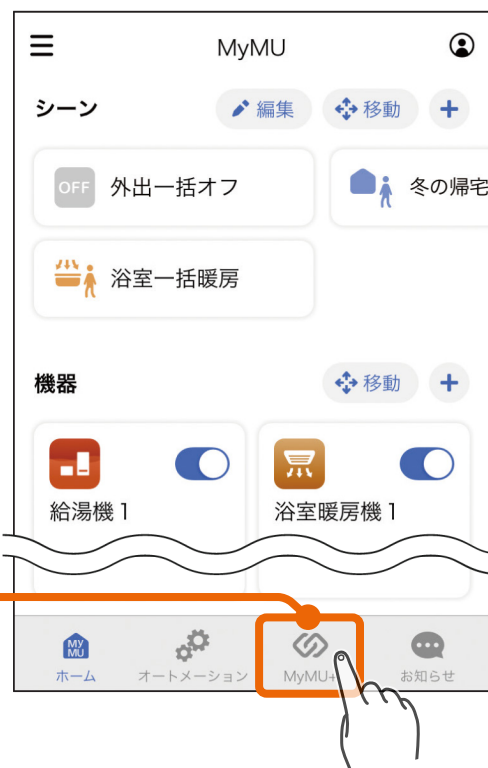 MyMU
シーン
編集
移動
OFF
外出一括オフ
冬の帰宅
浴室一括暖房
機器
移動
給湯機 1
浴室暖房機 1
MY
MU
ホーム
オートメーション
MyMU+
お知らせ